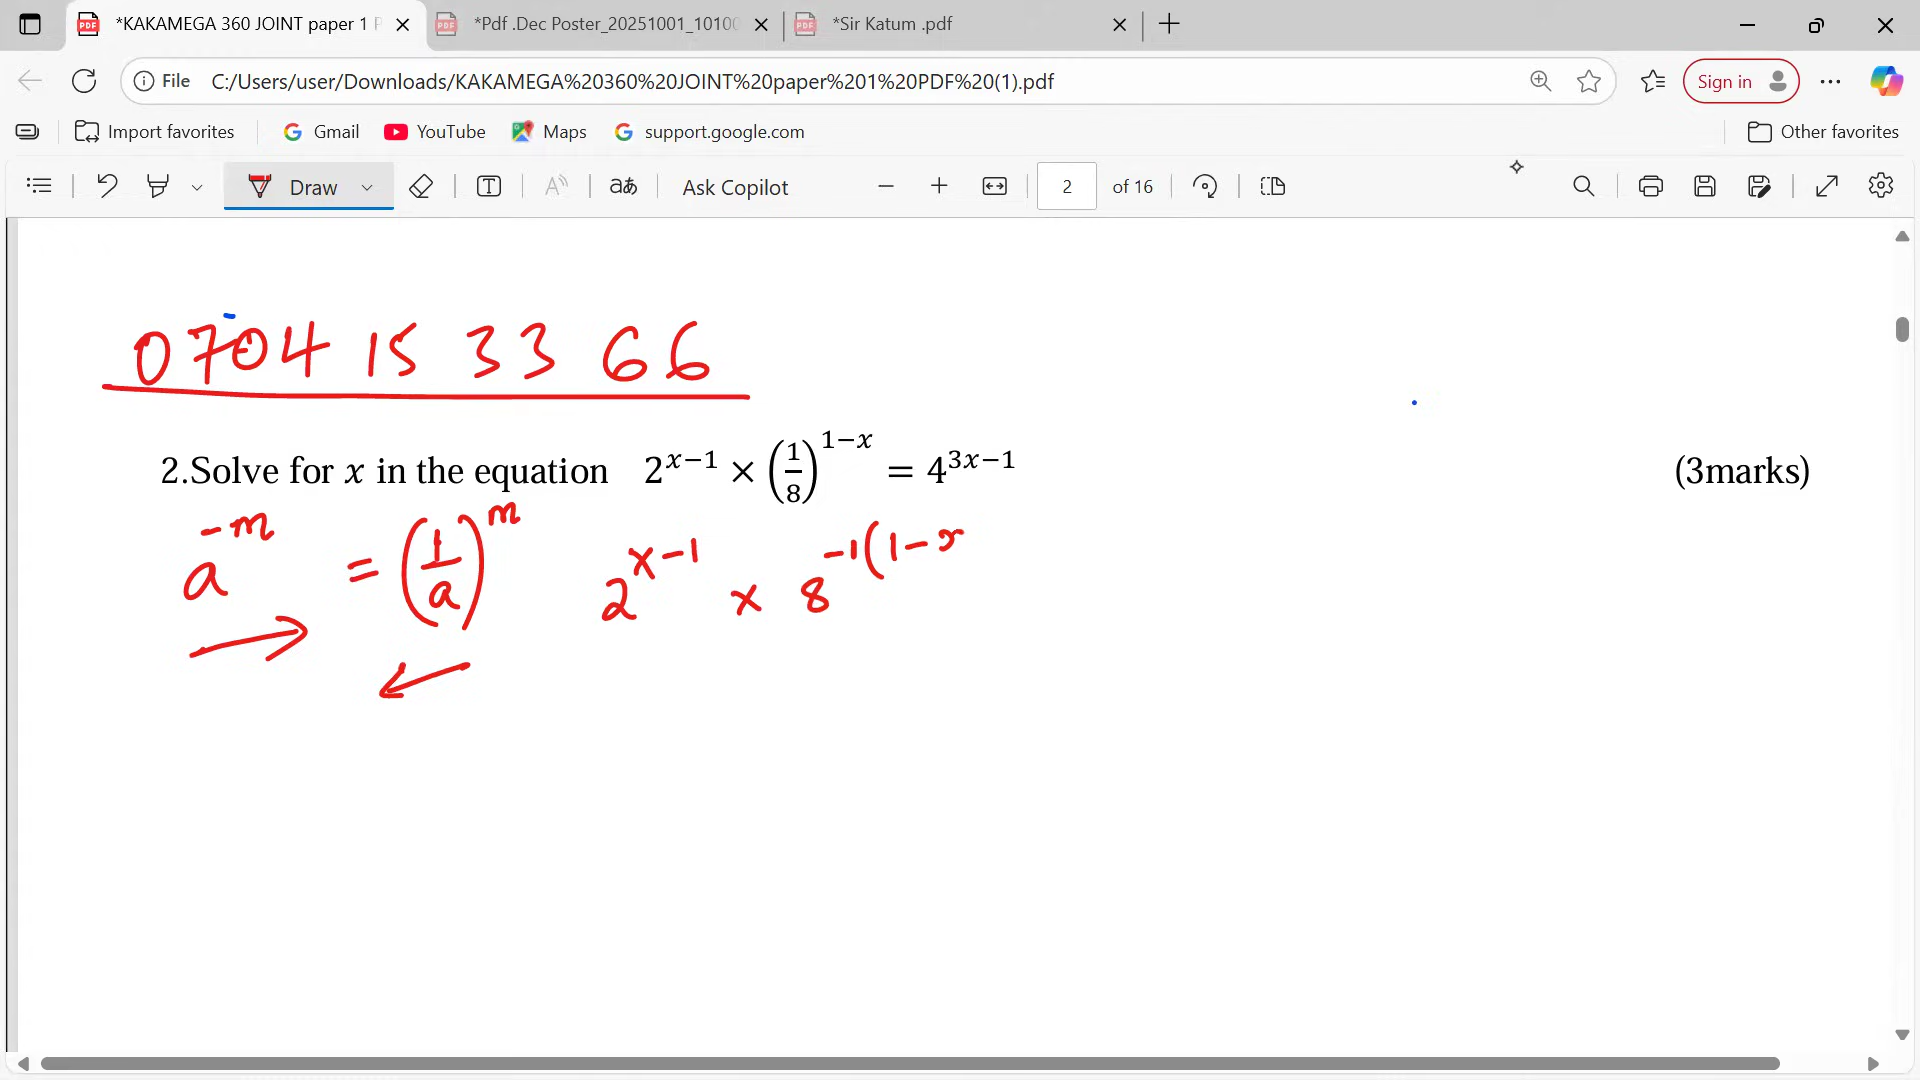 *KAKAMEGA 360 JOINT paper 1 P
*Pdf .Dec Poster_20251001_10100
*Sir Katum .pdf
File C:/Users/user/Downloads/KAKAMEGA%20360%20JOINT%20paper%201%20PDF%20(1).pdf
Sign in
Import favorites
Gmail
YouTube
Maps
support.google.com
Other favorites
Draw
aあ
Ask Copilot
2 of 16
0704 15 33 66
2.Solve for x in the equation 2^{x−1} × (1/8)^{1−x} = 4^{3x−1} (3marks)
a^{-m} = (1/a)^{m} 2^{x-1} × 8^{-1(1-x}